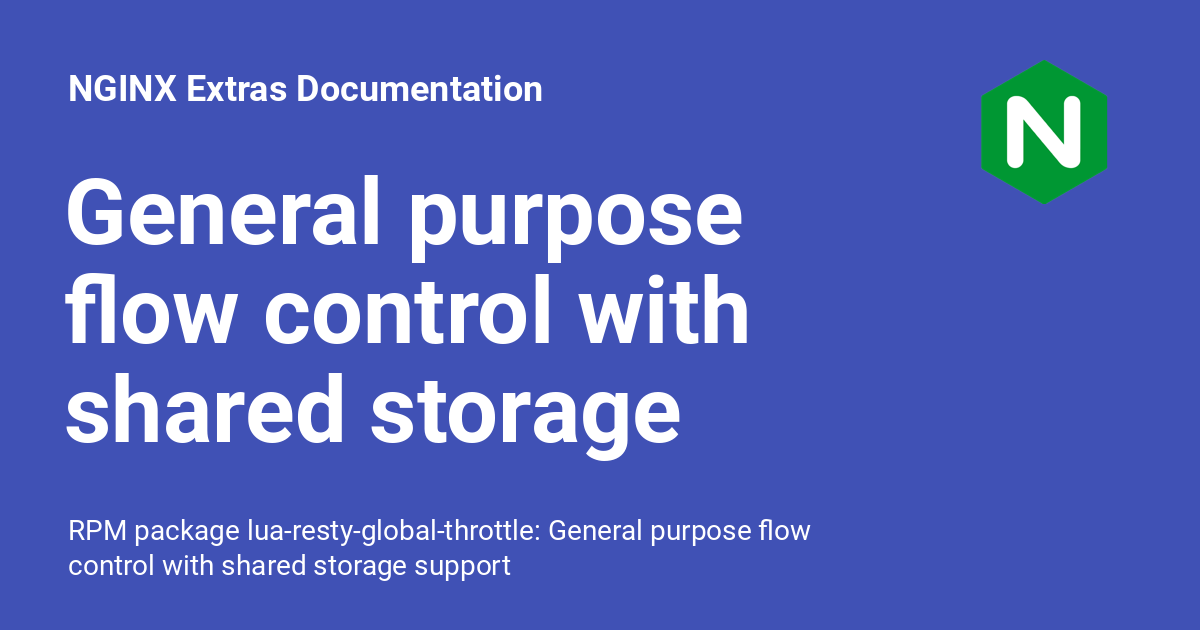 NGINX Extras Documentation
N
General purpose
flow control with
shared storage
RPM package lua-resty-global-throttle: General purpose flow
control with shared storage support